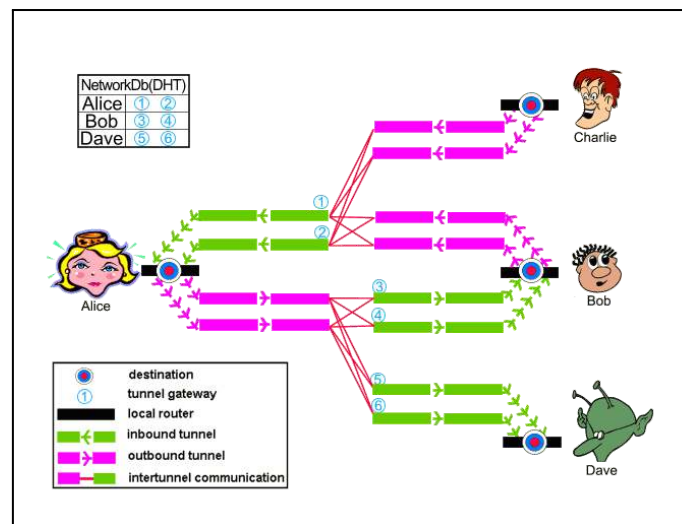 NetworkDb(DHT)
Alice ① ②
Bob ③ ④
Dave ⑤ ⑥
Charlie
①
②
Alice
③
④
Bob
⑤
⑥
Dave
destination
① tunnel gateway
local router
inbound tunnel
outbound tunnel
intertunnel communication